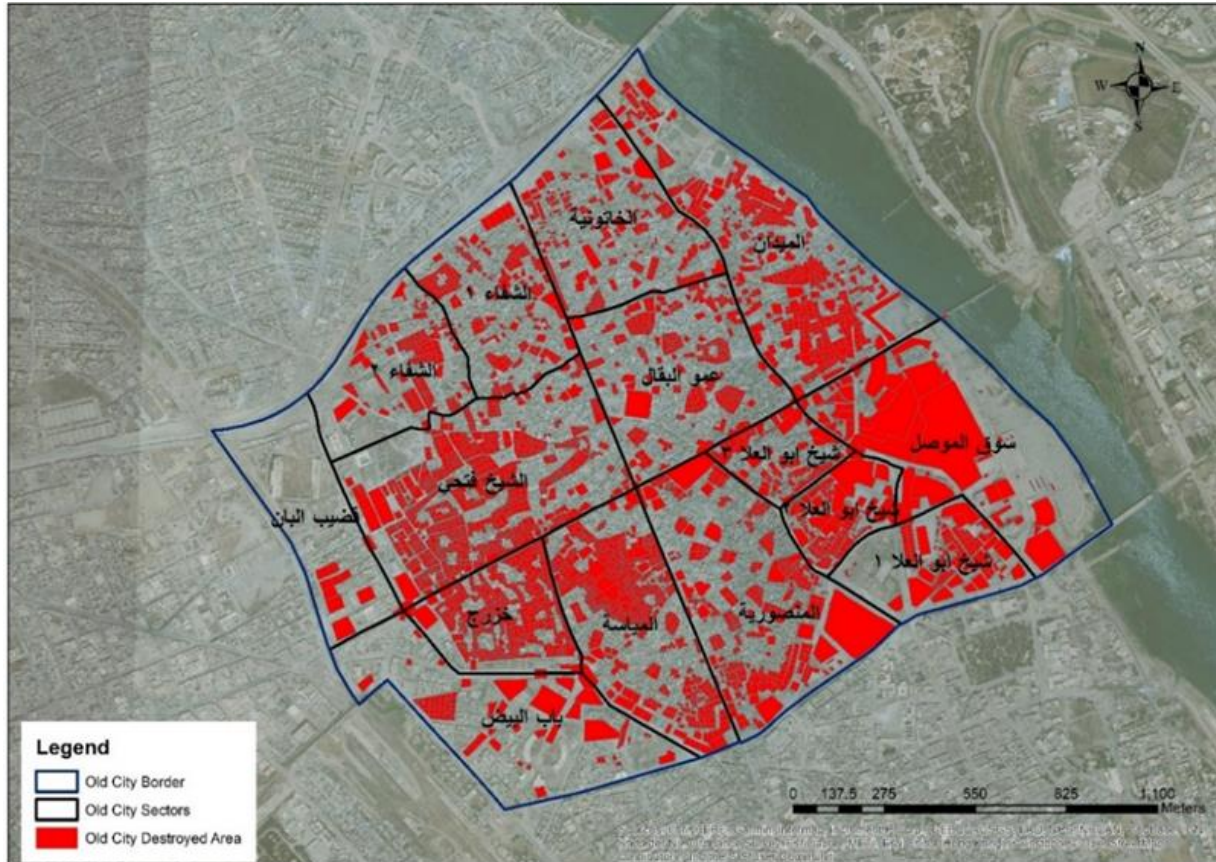 N
W
E
S
الخاتونية
الميدان
الشفاء ١
الشفاء ٢
عمو البقال
سوق الموصل
شيخ ابو العلا ٣
الشيخ فتحي
قضيب البان
شيخ ابو العلا ٢
شيخ ابو العلا ١
خزرج
المياسة
المنصورية
باب البيض
Legend
Old City Border
Old City Sectors
Old City Destroyed Area
0 137.5 275 550 825 1,100
Meters